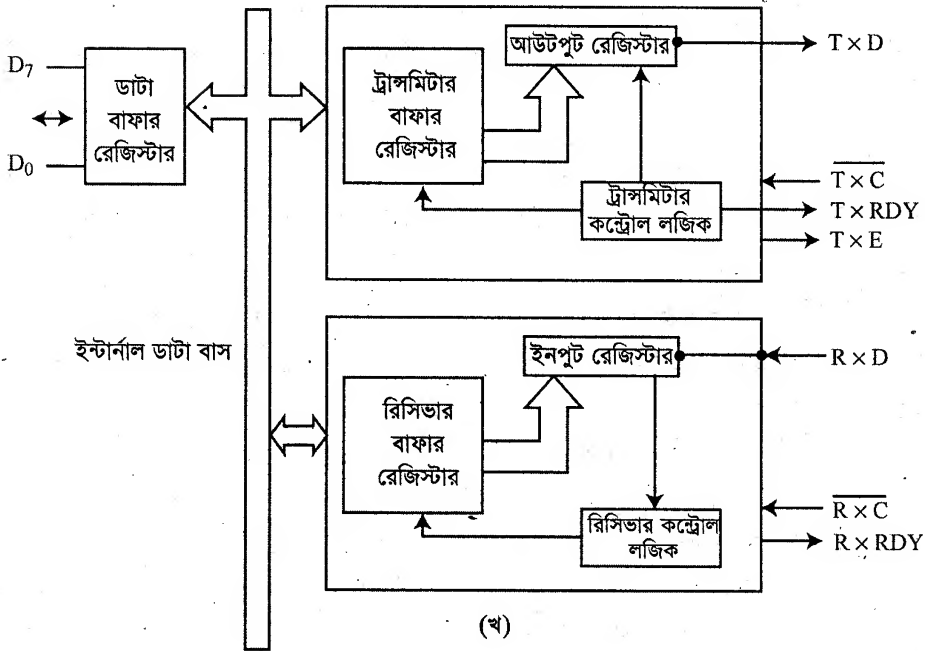 D7
D0
ডাটা
বাফার
রেজিস্টার
ইন্টার্নাল ডাটা বাস
ট্রান্সমিটার
বাফার
রেজিস্টার
আউটপুট রেজিস্টার
ট্রান্সমিটার
কন্ট্রোল লজিক
T × D
T × C
T × RDY
T × E
রিসিভার
বাফার
রেজিস্টার
ইনপুট রেজিস্টার
রিসিভার কন্ট্রোল
লজিক
R × D
R × C
R × RDY
(খ)